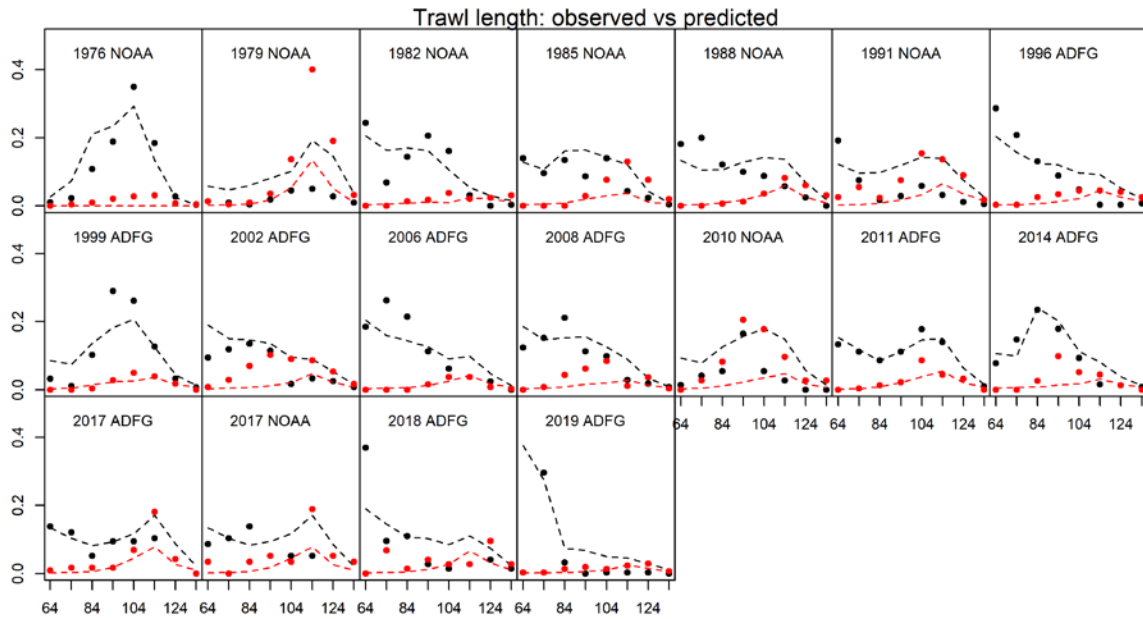 Trawl length: observed vs predicted
1976 NOAA 1979 NOAA 1982 NOAA 1985 NOAA 1988 NOAA 1991 NOAA 1996 ADFG
0.4
0.2
0.0
1999 ADFG 2002 ADFG 2006 ADFG 2008 ADFG 2010 NOAA 2011 ADFG 2014 ADFG
0.4
0.2
0.0
64 84 104 124 64 84 104 124 64 84 104 124
2017 ADFG 2017 NOAA 2018 ADFG 2019 ADFG
0.4
0.2
0.0
64 84 104 124 64 84 104 124 64 84 104 124 64 84 104 124